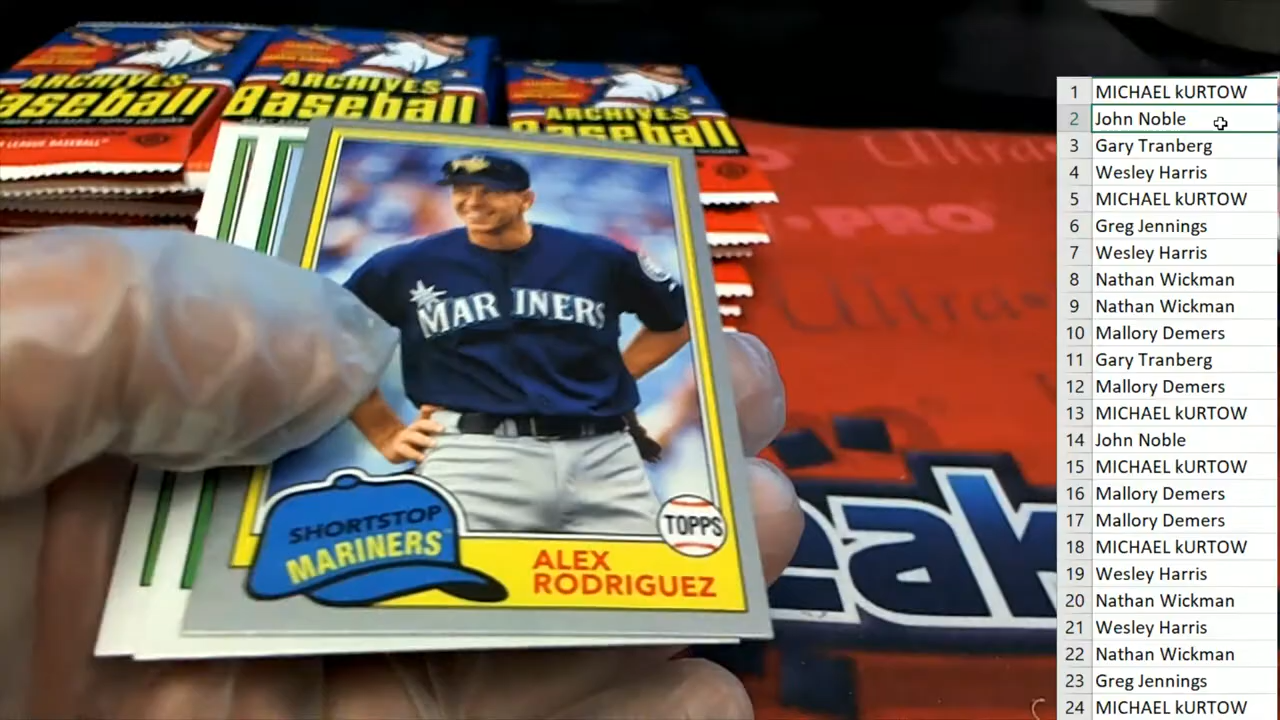 ARCHIVES
Baseball
LEAGUE BASEBALL
ARCHIVES
Baseball
ARCHIVES
Baseball
Ultra
PRO
Ultra
MARINERS
SHORTSTOP
MARINERS
TOPPS
ALEX
RODRIGUEZ
eak
1 MICHAEL kURTOW
2 John Noble
3 Gary Tranberg
4 Wesley Harris
5 MICHAEL kURTOW
6 Greg Jennings
7 Wesley Harris
8 Nathan Wickman
9 Nathan Wickman
10 Mallory Demers
11 Gary Tranberg
12 Mallory Demers
13 MICHAEL kURTOW
14 John Noble
15 MICHAEL kURTOW
16 Mallory Demers
17 Mallory Demers
18 MICHAEL kURTOW
19 Wesley Harris
20 Nathan Wickman
21 Wesley Harris
22 Nathan Wickman
23 Greg Jennings
24 MICHAEL kURTOW